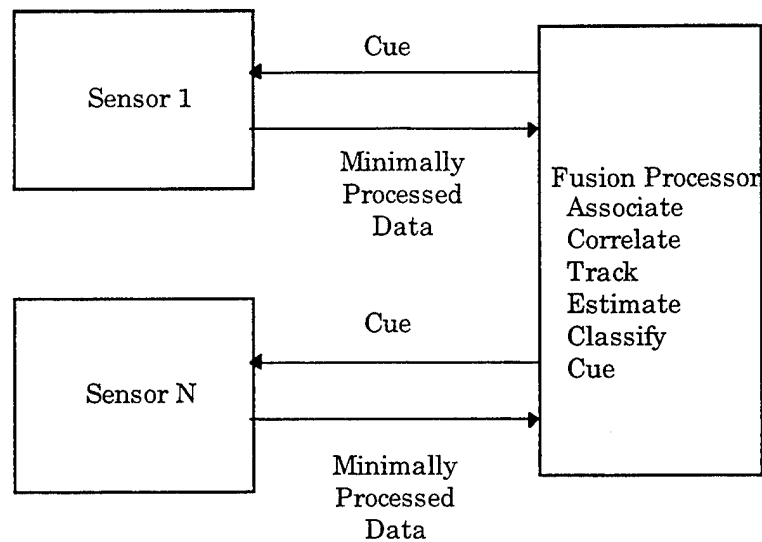 Cue
Sensor 1
Minimally
Processed
Data
Fusion Processor
Associate
Correlate
Track
Estimate
Classify
Cue
Cue
Sensor N
Minimally
Processed
Data